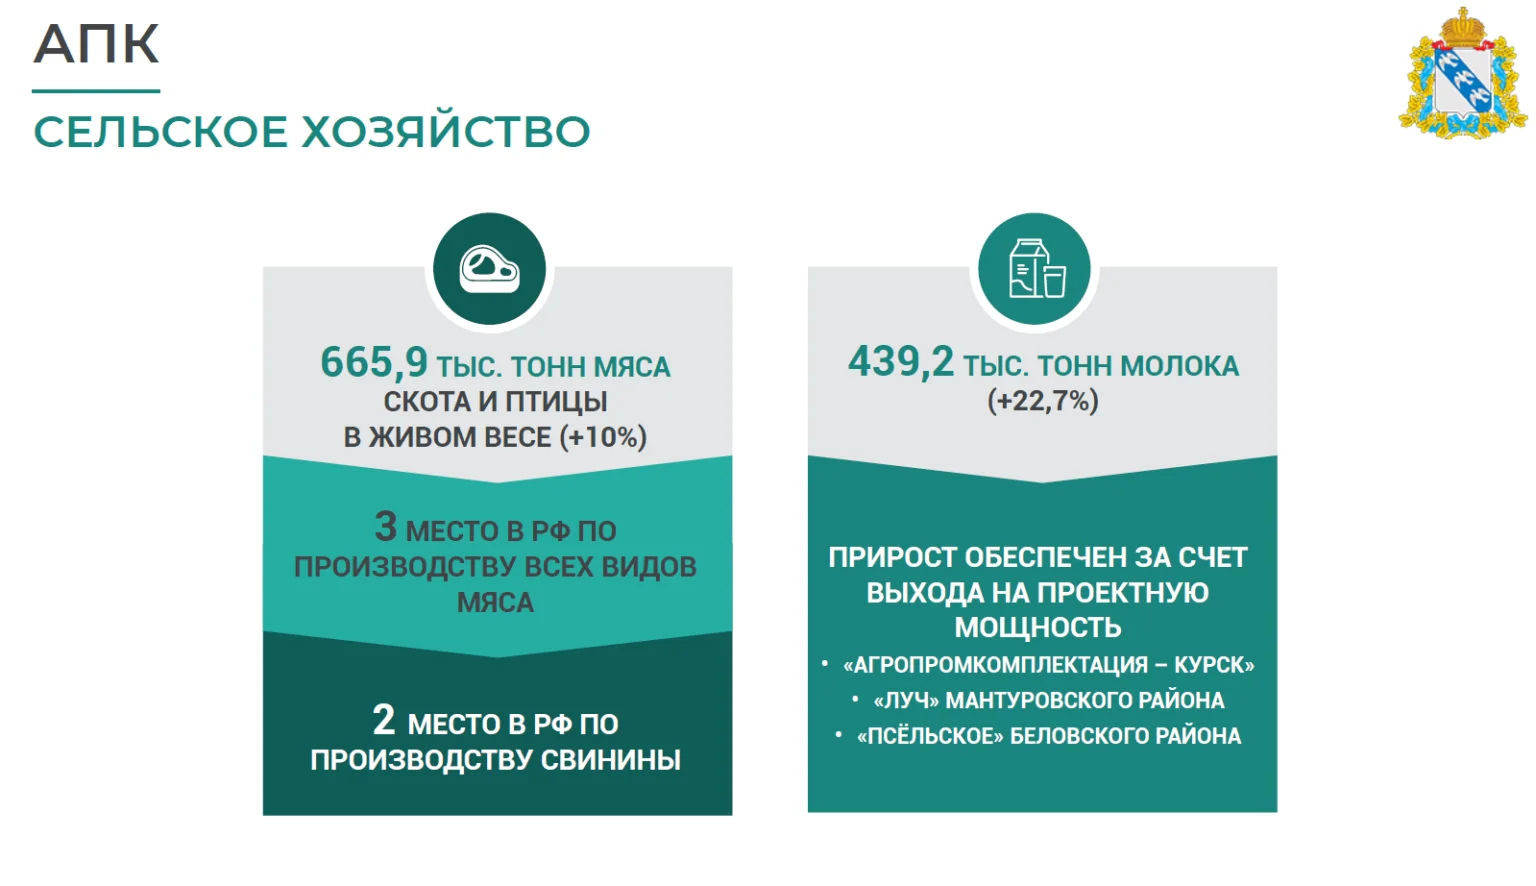 АПК
СЕЛЬСКОЕ ХОЗЯЙСТВО
665,9 ТЫС. ТОНН МЯСА
СКОТА И ПТИЦЫ
В ЖИВОМ ВЕСЕ (+10%)
3 МЕСТО В РФ ПО
ПРОИЗВОДСТВУ ВСЕХ ВИДОВ
МЯСА
2 МЕСТО В РФ ПО
ПРОИЗВОДСТВУ СВИНИНЫ
439,2 ТЫС. ТОНН МОЛОКА
(+22,7%)
ПРИРОСТ ОБЕСПЕЧЕН ЗА СЧЕТ
ВЫХОДА НА ПРОЕКТНУЮ
МОЩНОСТЬ
• «АГРОПРОМКОМПЛЕКТАЦИЯ – КУРСК»
• «ЛУЧ» МАНТУРОВСКОГО РАЙОНА
• «ПСЁЛЬСКОЕ» БЕЛОВСКОГО РАЙОНА